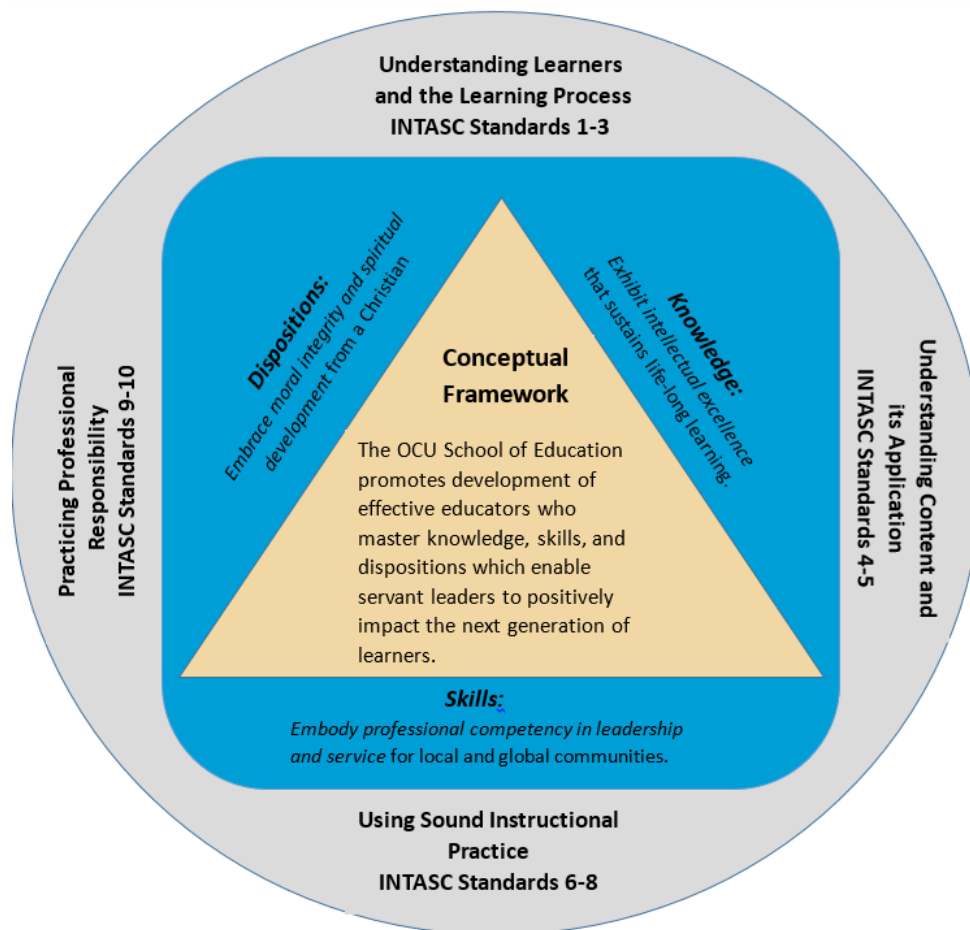 Understanding Learners
and the Learning Process
INTASC Standards 1-3
Dispositions:
Embrace moral integrity and spiritual
development from a Christian
Knowledge:
Exhibit intellectual excellence
that sustains life-long learning.
Conceptual
Framework
The OCU School of Education
promotes development of
effective educators who
master knowledge, skills, and
dispositions which enable
servant leaders to positively
impact the next generation of
learners.
Practicing Professional
Responsibility
INTASC Standards 9-10
Understanding Content and
its Application
INTASC Standards 4-5
Skills:
Embody professional competency in leadership
and service for local and global communities.
Using Sound Instructional
Practice
INTASC Standards 6-8